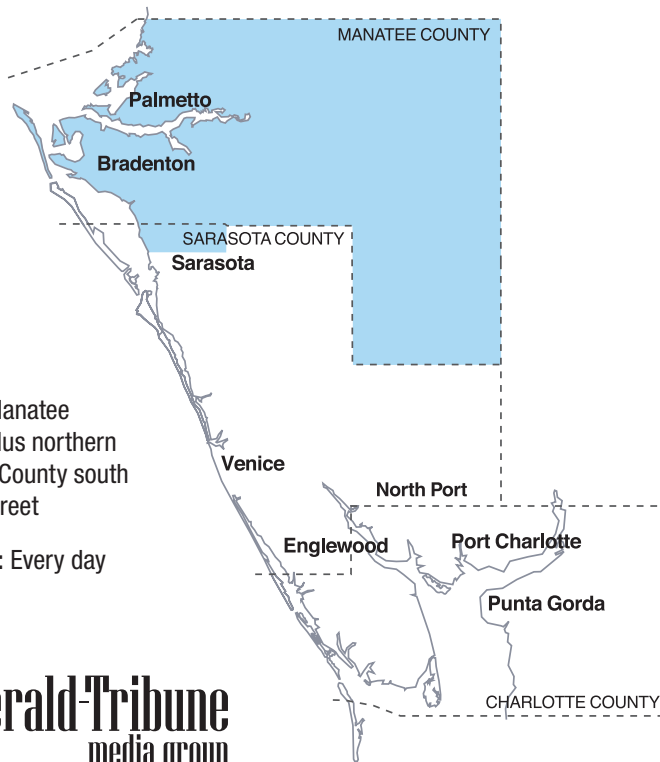 MANATEE COUNTY
Palmetto
Bradenton
SARASOTA COUNTY
Sarasota
anatee
lus northern
County south
reet
Venice
North Port
Englewood
Port Charlotte
: Every day
Punta Gorda
CHARLOTTE COUNTY
erald-Tribune
media group